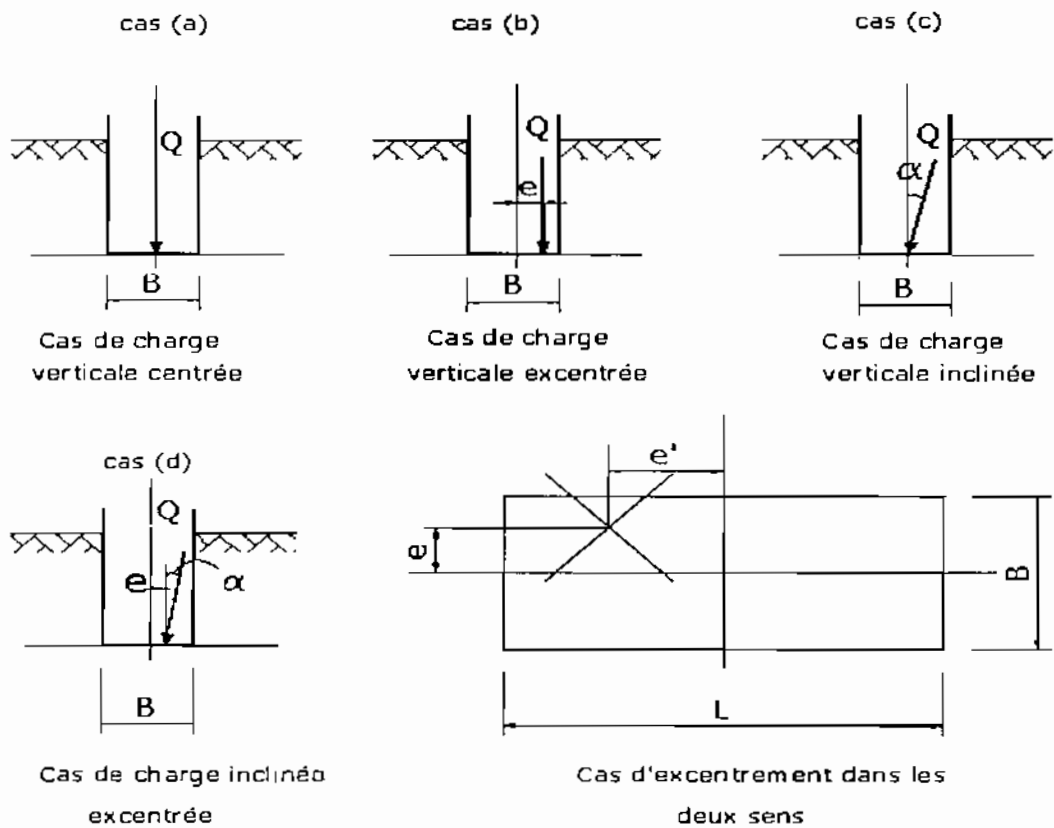 cas (a)
cas (b)
cas (c)
Q
Q
Q
e
α
B
B
B
Cas de charge
verticale centrée
Cas de charge
verticale excentrée
Cas de charge
verticale inclinée
cas (d)
Q
e
α
B
Cas de charge inclinée
excentrée
e'
e
B
L
Cas d'excentrement dans les
deux sens